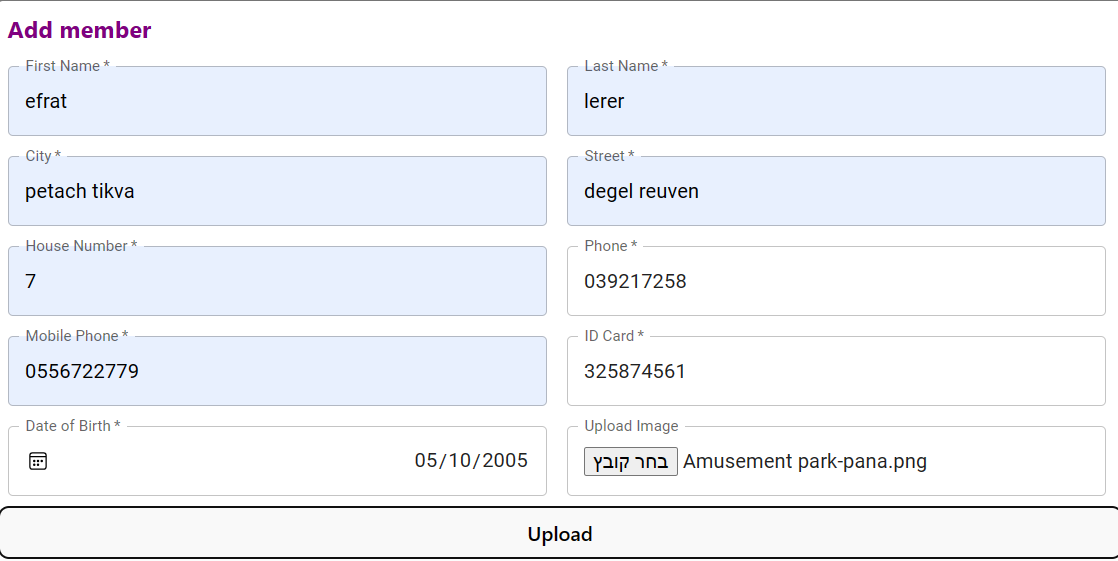 Add member
First Name *
Last Name *
efrat
lerer
City *
Street *
petach tikva
degel reuven
House Number *
Phone *
7
039217258
Mobile Phone *
ID Card *
0556722779
325874561
Date of Birth *
Upload Image
05/10/2005
בחר קובץ Amusement park-pana.png
Upload